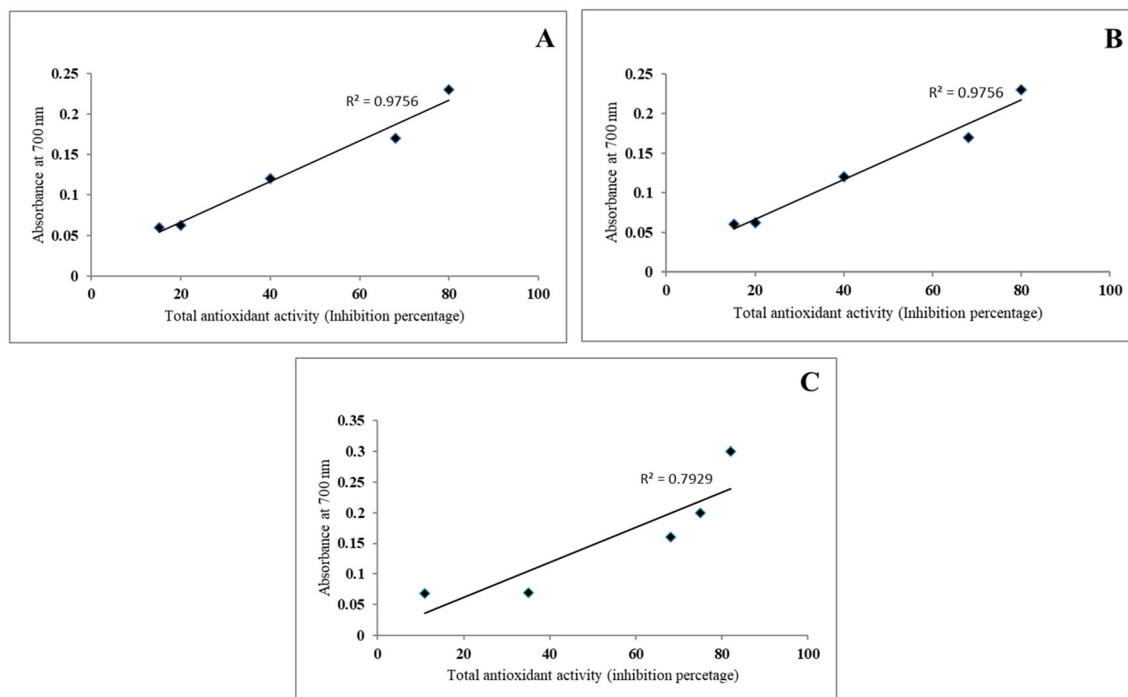 A
Absorbance at 700 nm
0.25
0.2
0.15
0.1
0.05
0
R² = 0.9756
0 20 40 60 80 100
Total antioxidant activity (Inhibition percentage)
B
Absorbance at 700 nm
0.25
0.2
0.15
0.1
0.05
0
R² = 0.9756
0 20 40 60 80 100
Total antioxidant activity (Inhibition percentage)
C
Absorbance at 700 nm
0.35
0.3
0.25
0.2
0.15
0.1
0.05
0
R² = 0.7929
0 20 40 60 80 100
Total antioxidant activity (inhibition percetage)